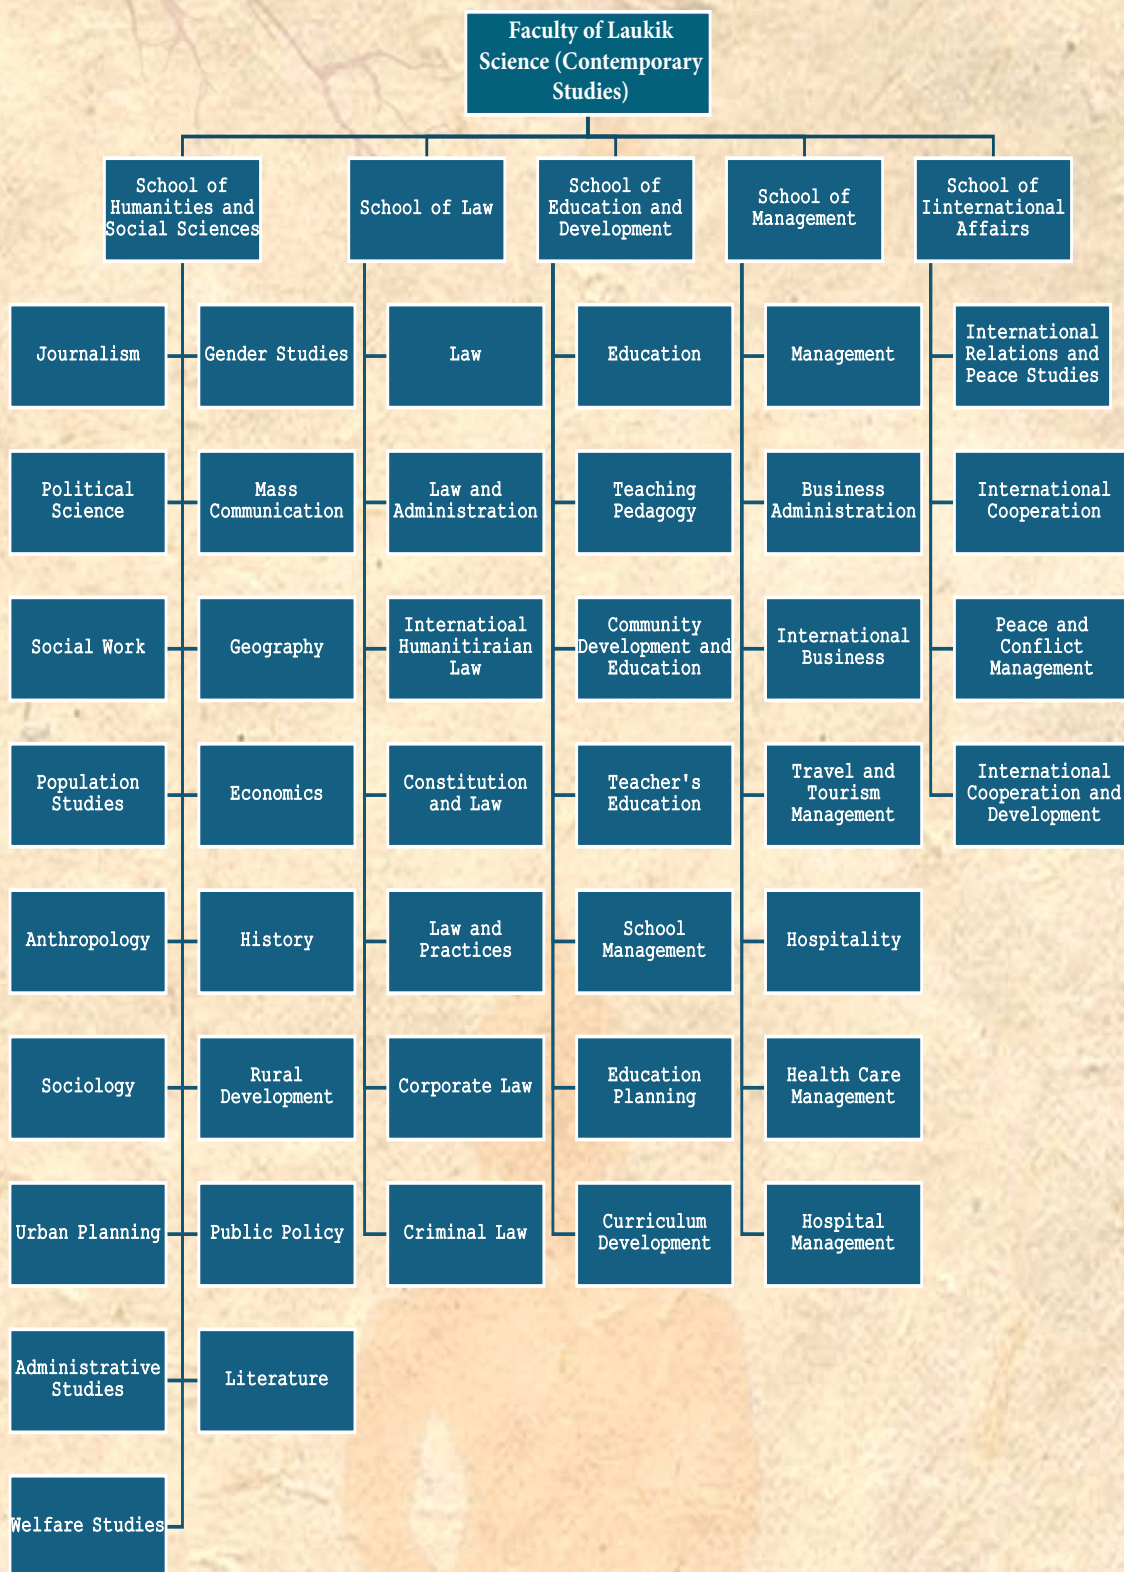 Faculty of Laukik
Science (Contemporary
Studies)
School of
Humanities and
Social Sciences
School of Law
School of
Education and
Development
School of
Management
School of
Iinternational
Affairs
Journalism
Gender Studies
Law
Education
Management
International
Relations and
Peace Studies
Political
Science
Mass
Communication
Law and
Administration
Teaching
Pedagogy
Business
Administration
International
Cooperation
Social Work
Geography
Internatioal
Humanitiraian
Law
Community
Development and
Education
International
Business
Peace and
Conflict
Management
Population
Studies
Economics
Constitution
and Law
Teacher's
Education
Travel and
Tourism
Management
International
Cooperation and
Development
Anthropology
History
Law and
Practices
School
Management
Hospitality
Sociology
Rural
Development
Corporate Law
Education
Planning
Health Care
Management
Urban Planning
Public Policy
Criminal Law
Curriculum
Development
Hospital
Management
Administrative
Studies
Literature
Welfare Studies